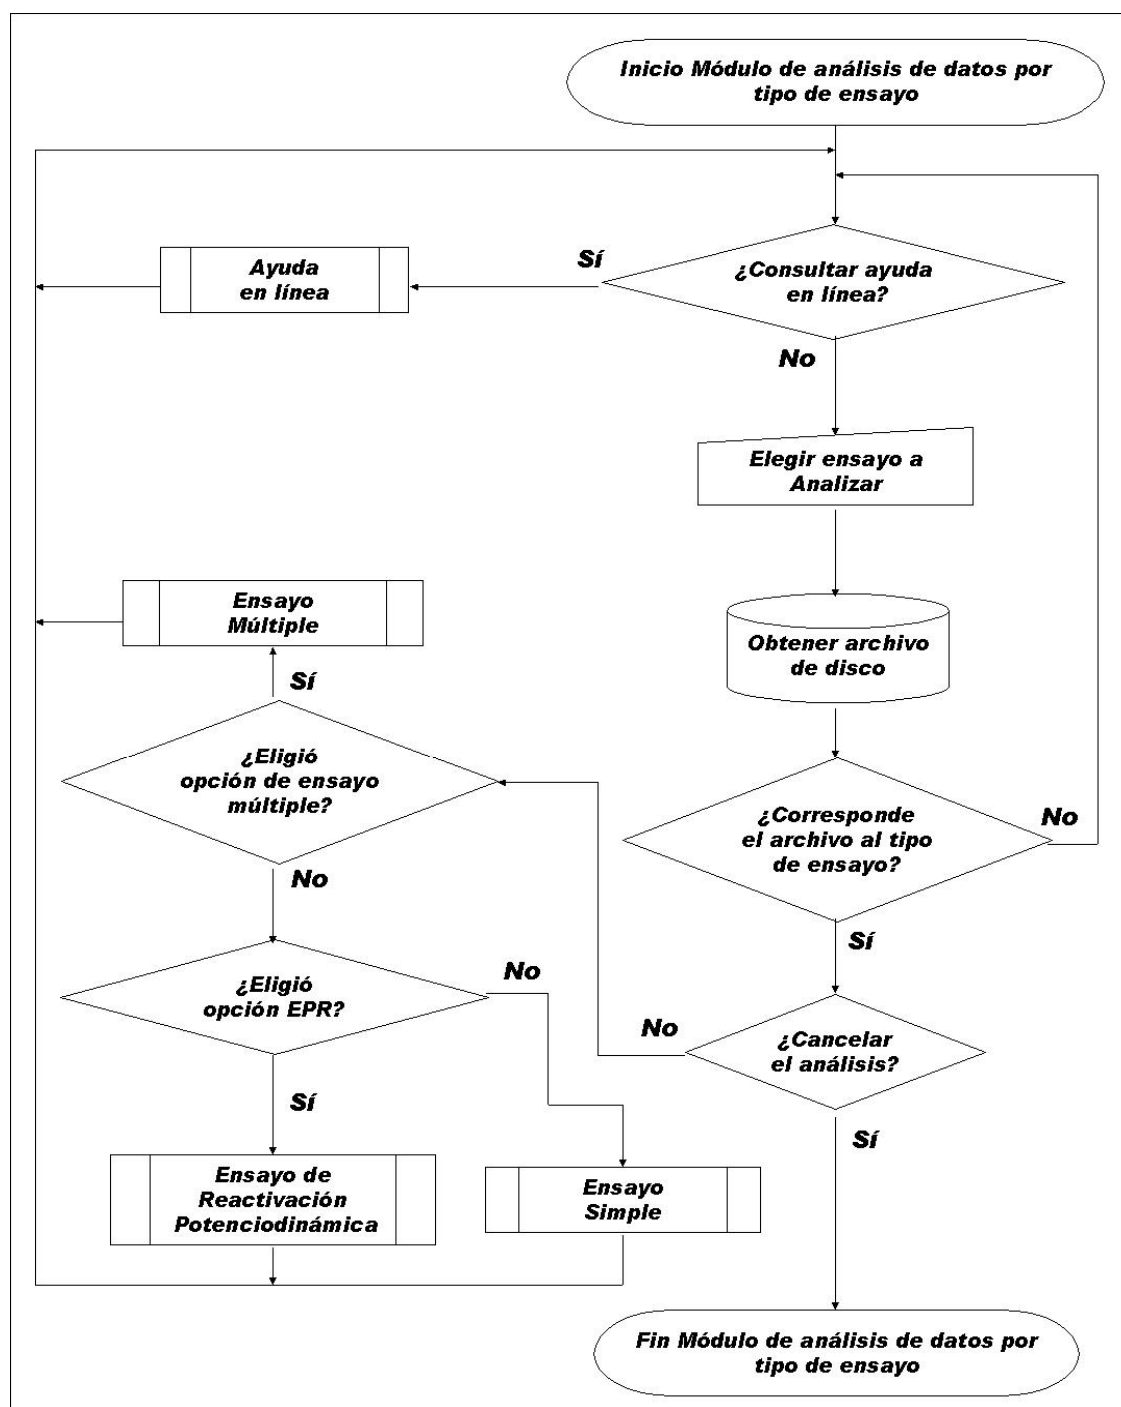 Inicio Módulo de análisis de datos por
tipo de ensayo
Sí
Ayuda
en línea
¿Consultar ayuda
en línea?
No
Elegir ensayo a
Analizar
Ensayo
Múltiple
Obtener archivo
de disco
Sí
¿Eligió
opción de ensayo
múltiple?
¿Corresponde
el archivo al tipo
de ensayo?
No
No
Sí
¿Eligió
opción EPR?
No
No
¿Cancelar
el análisis?
Sí
Sí
Ensayo de
Reactivación
Potenciodinámica
Ensayo
Simple
Fin Módulo de análisis de datos por
tipo de ensayo